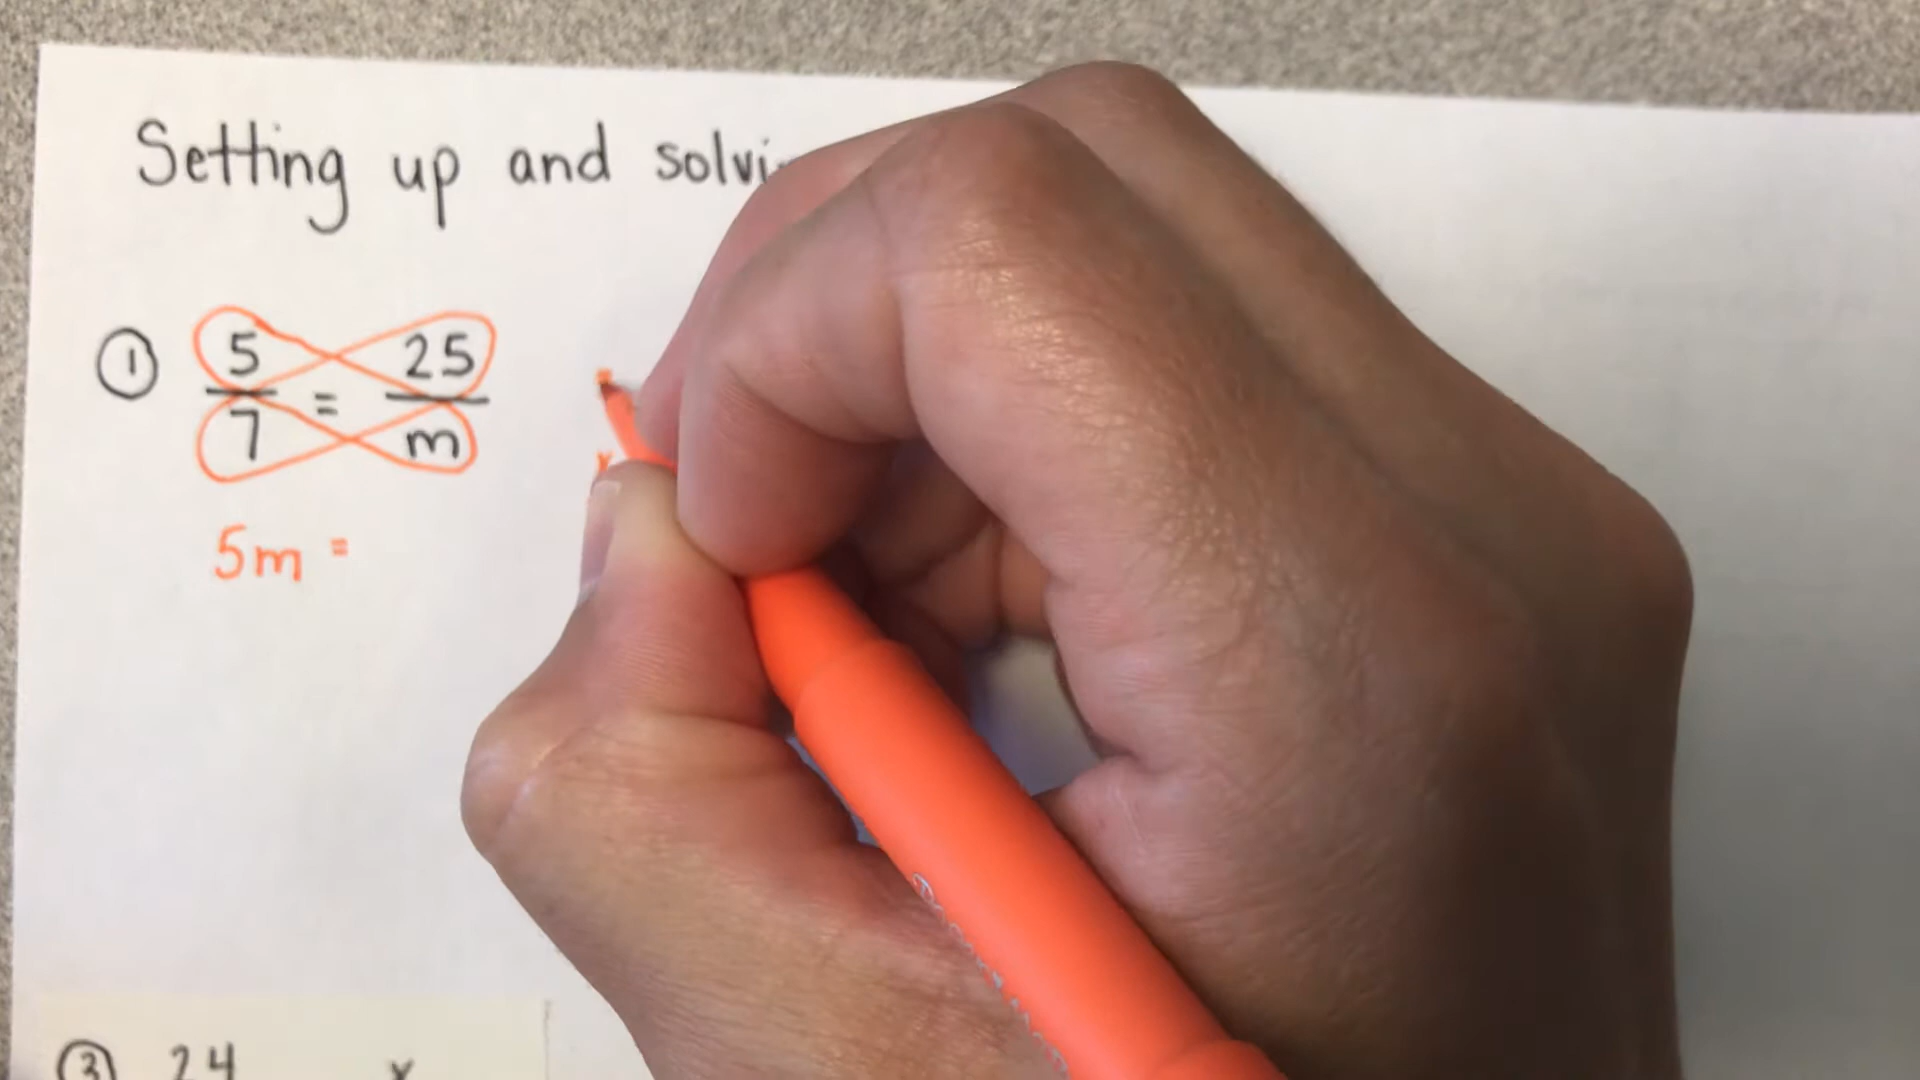 Setting up and solvi
① 5/7 = 25/m
5m =
③ 24 x